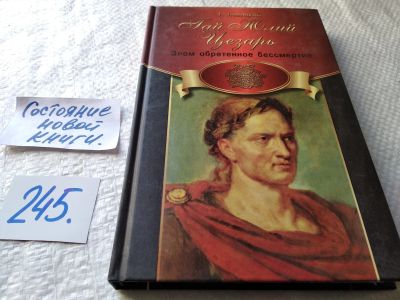 Гай Юлий
Цезарь
Злом обретенное бессмертие
Состояние
новой
книги.
245.